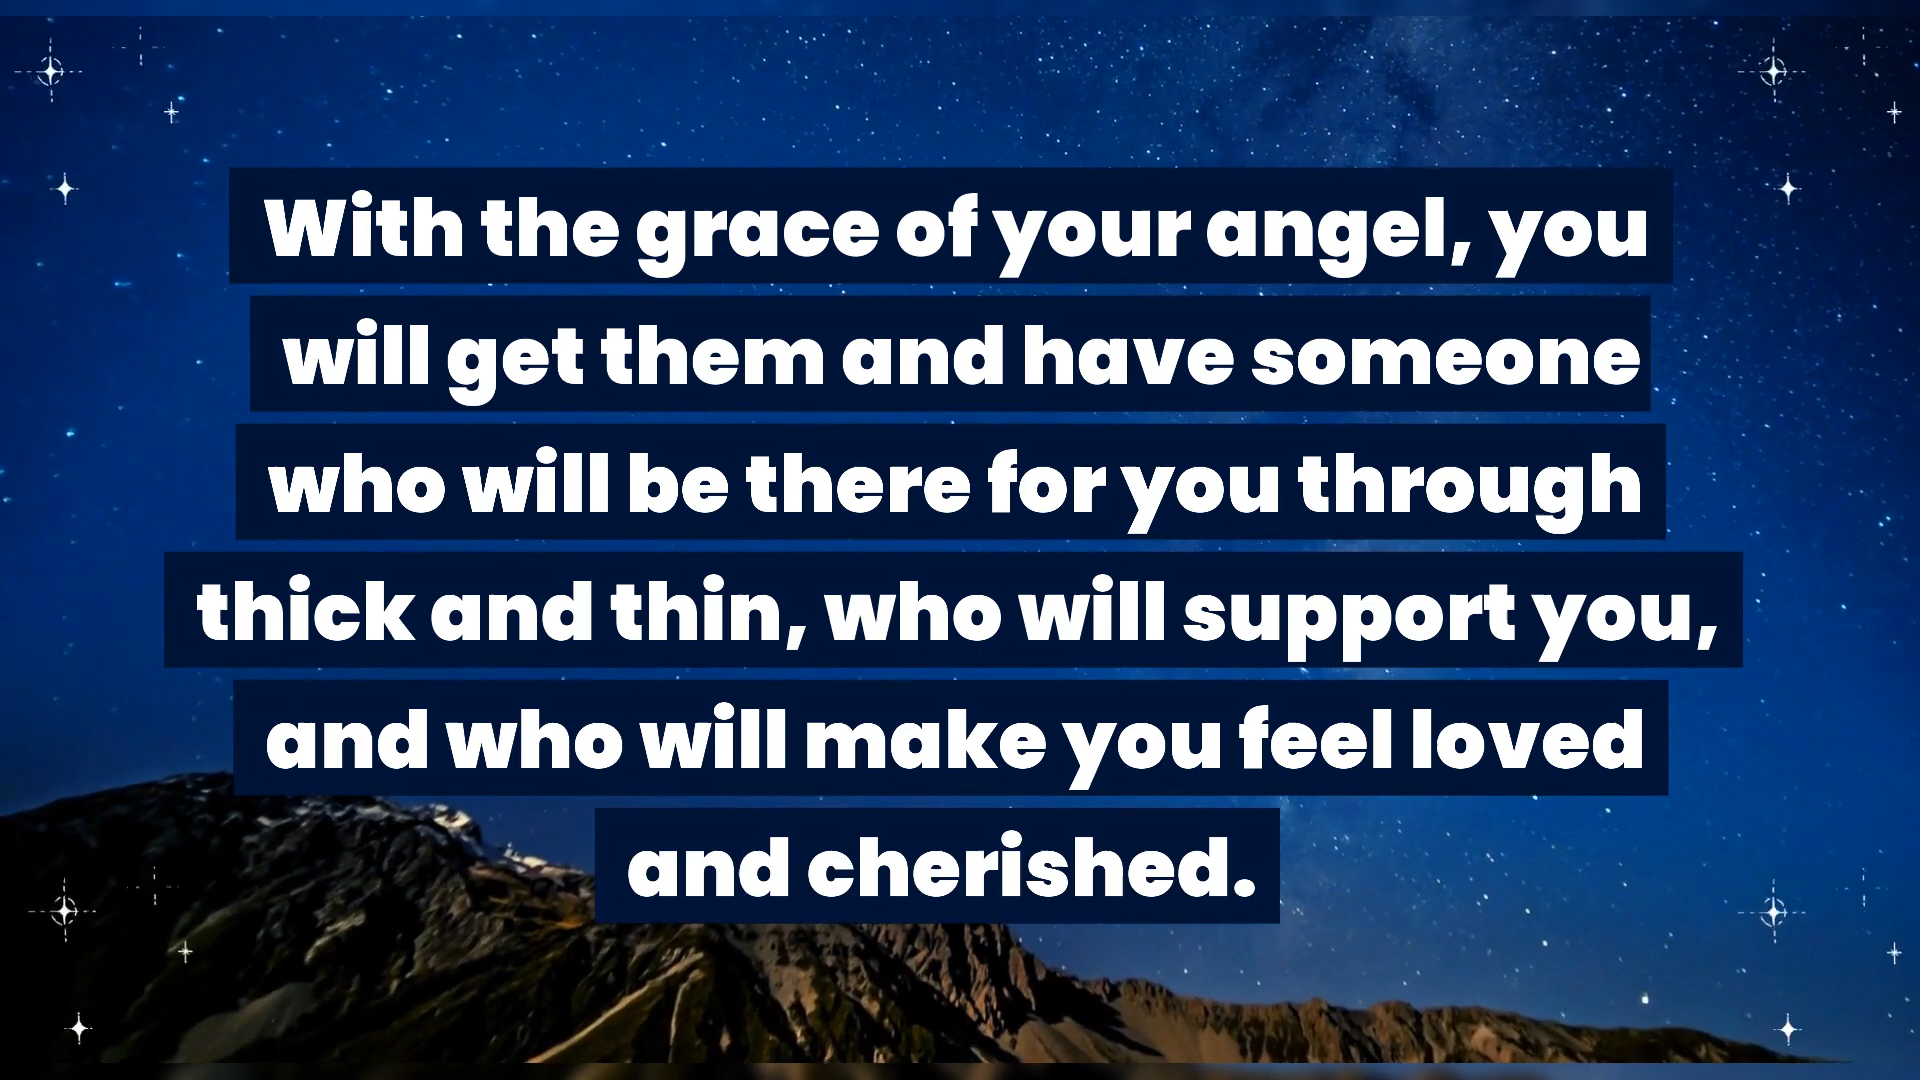 With the grace of your angel, you
will get them and have someone
who will be there for you through
thick and thin, who will support you,
and who will make you feel loved
and cherished.